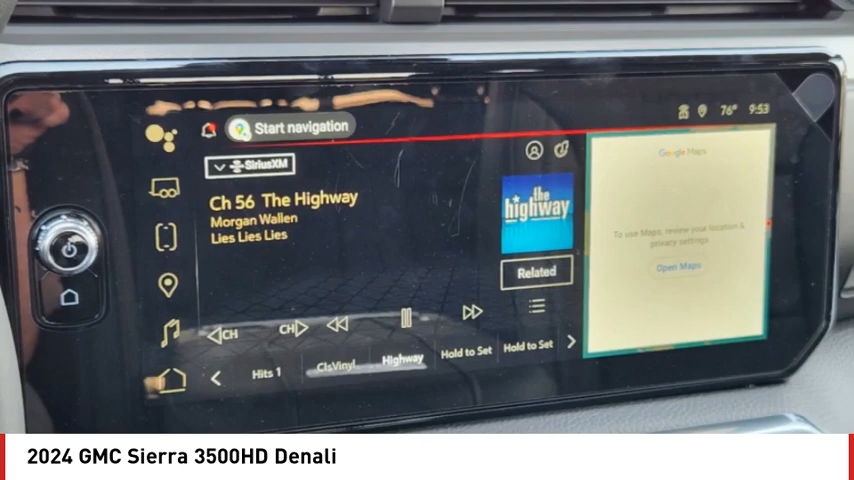 Start navigation
76° 9:53
SiriusXM
Ch 56 The Highway
Morgan Wallen
Lies Lies Lies
the
highway
Related
Google Maps
To use Maps, review your location &
privacy settings
Open Maps
CH CH
Hits 1 ClsVinyl Highway Hold to Set Hold to Set
2024 GMC Sierra 3500HD Denali